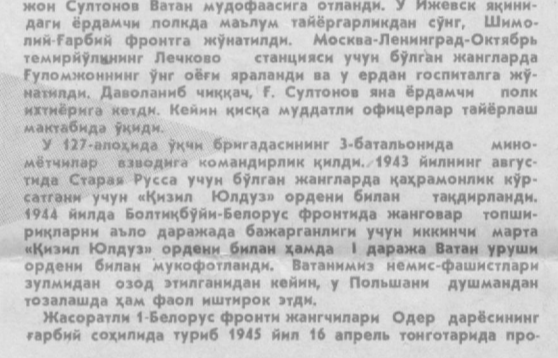 жон Султонов Ватан мудофаасига отланди. У Ижевск яқини-
даги ёрдамчи полкда маълум тайёргарликдан сўнг, Шимо-
лий-Ғарбий фронтга жўнатилди. Москва-Ленинград-Октябрь
темирйўлининг Лечково станцияси учун бўлган жангларда
Ғуломжоннинг ўнг оёғи яраланди ва у ердан госпиталга жў-
натилди. Даволаниб чиққач, Ғ. Султонов яна ёрдамчи полк
ихтиёрига кетди. Кейин қисқа муддатли офицерлар тайёрлаш
мактабида ўқиди.
У 127-алоҳида ўқчи бригадасининг 3-батальонида мино-
мётчилар взводига командирлик қилди. 1943 йилнинг авгус-
тида Старая Русса учун бўлган жангларда қаҳрамонлик кўр-
сатгани учун «Қизил Юлдуз» ордени билан тақдирланди.
1944 йилда Болтиқбўйи-Белорус фронтида жанговар топши-
риқларни аъло даражада бажарганлиги учун иккинчи марта
«Қизил Юлдуз» ордени билан ҳамда I даража Ватан уруши
ордени билан мукофотланди. Ватанимиз немис-фашистлари
зулмидан озод этилганидан кейин, у Польшани душмандан
тозалашда ҳам фаол иштирок этди.
Жасоратли 1-Белорус фронти жангчилари Одер дарёсининг
ғарбий соҳилида туриб 1945 йил 16 апрель тонготарида про-